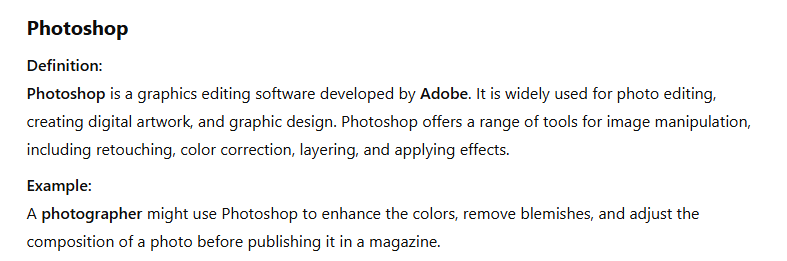 Photoshop
Definition:
Photoshop is a graphics editing software developed by Adobe. It is widely used for photo editing,
creating digital artwork, and graphic design. Photoshop offers a range of tools for image manipulation,
including retouching, color correction, layering, and applying effects.
Example:
A photographer might use Photoshop to enhance the colors, remove blemishes, and adjust the
composition of a photo before publishing it in a magazine.